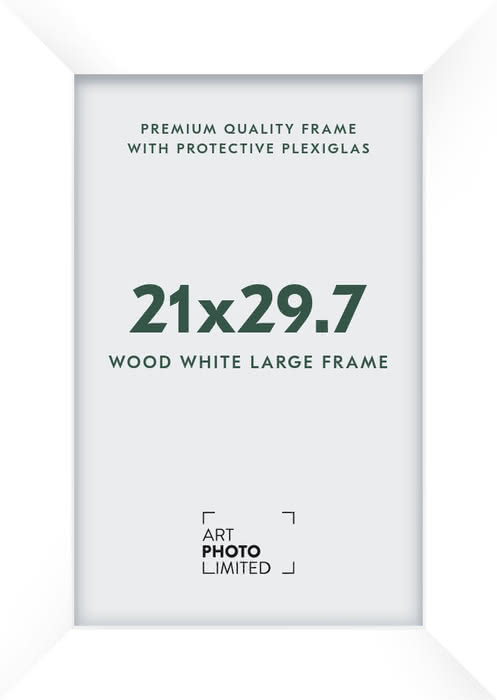 PREMIUM QUALITY FRAME
WITH PROTECTIVE PLEXIGLAS
21x29.7
WOOD WHITE LARGE FRAME
ART
PHOTO
LIMITED